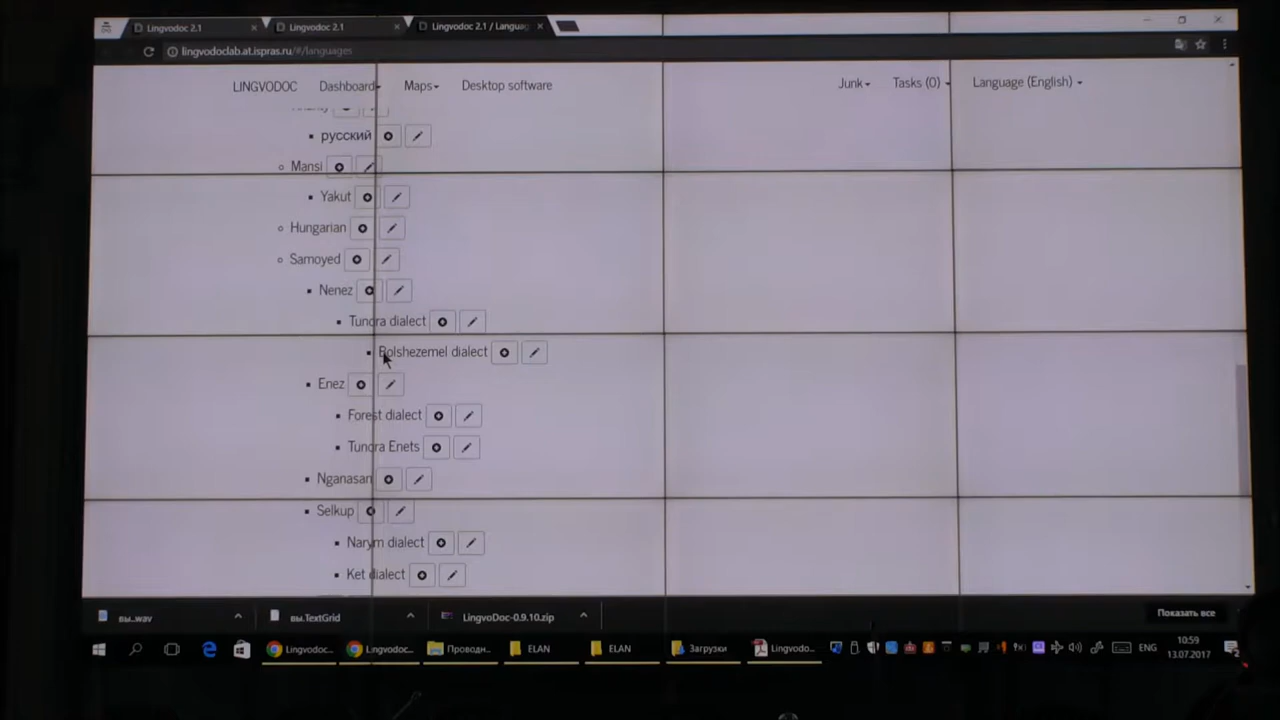 Lingvodoc 2.1 Lingvodoc 2.1 Lingvodoc 2.1 / Langua
lingvodoclab.at.ispras.ru/#/languages
LINGVODOC Dashboard Maps Desktop software Junk Tasks (0) Language (English)
русский
Mansi
Yakut
Hungarian
Samoyed
Nenez
Tundra dialect
Bolshezemel dialect
Enez
Forest dialect
Tundra Enets
Nganasan
Selkup
Narym dialect
Ket dialect
вы.wav вы.TextGrid LingvoDoc-0.9.10.zip Показать все
Lingvodoc... Lingvodoc... Проводн... ELAN ELAN Загрузки Lingvodo... ENG 10:59
13.07.2017